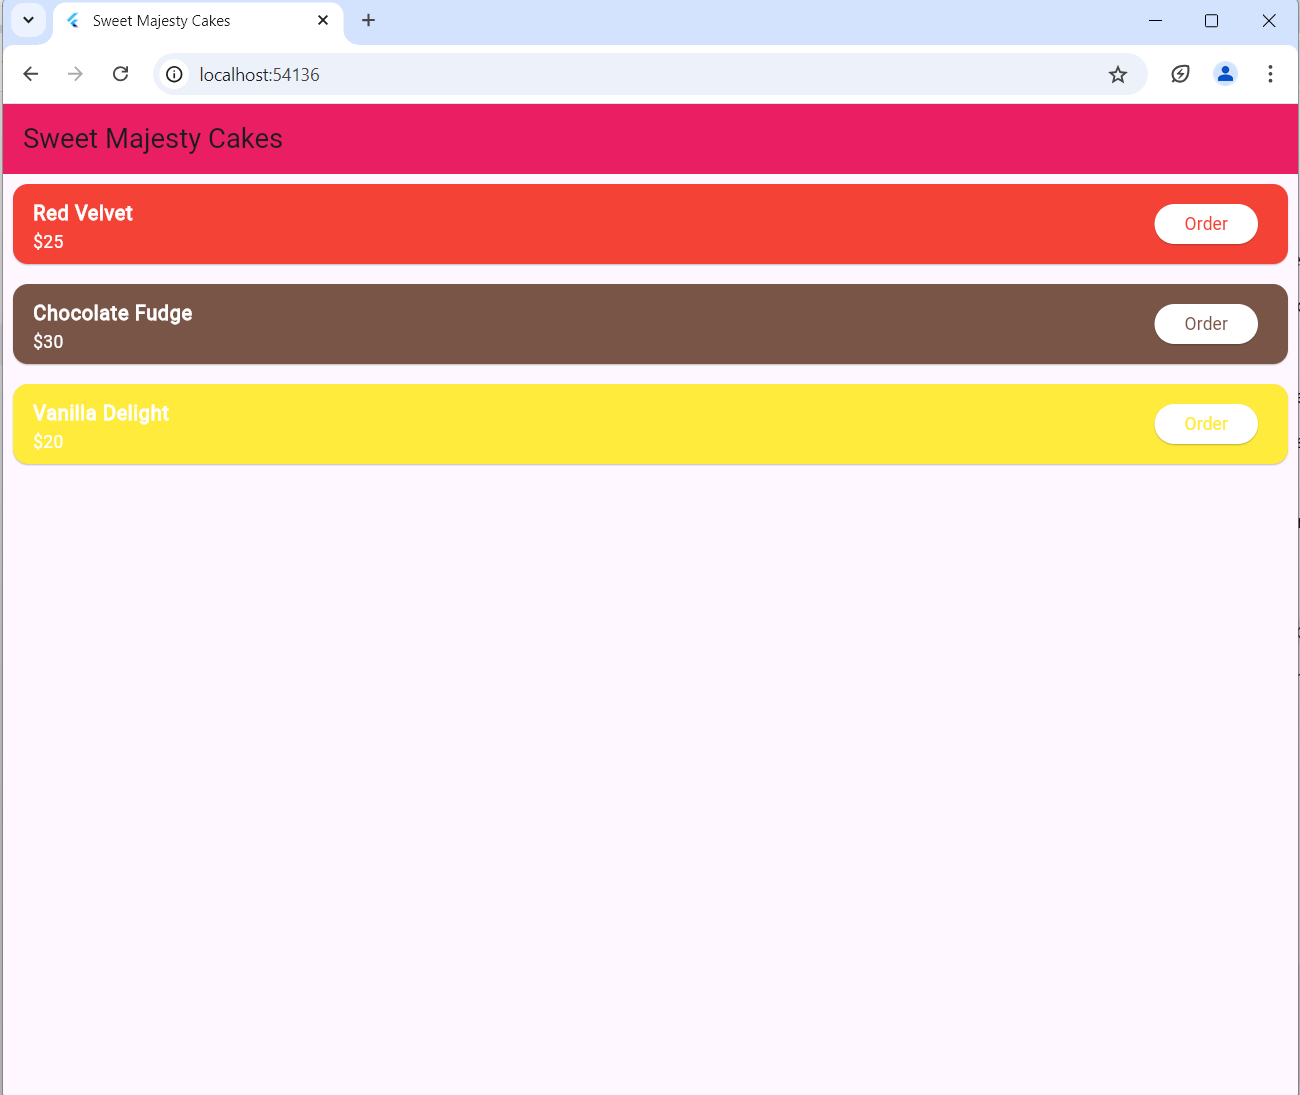 Sweet Majesty Cakes
localhost:54136
Sweet Majesty Cakes
Red Velvet
$25
Order
Chocolate Fudge
$30
Order
Vanilla Delight
$20
Order